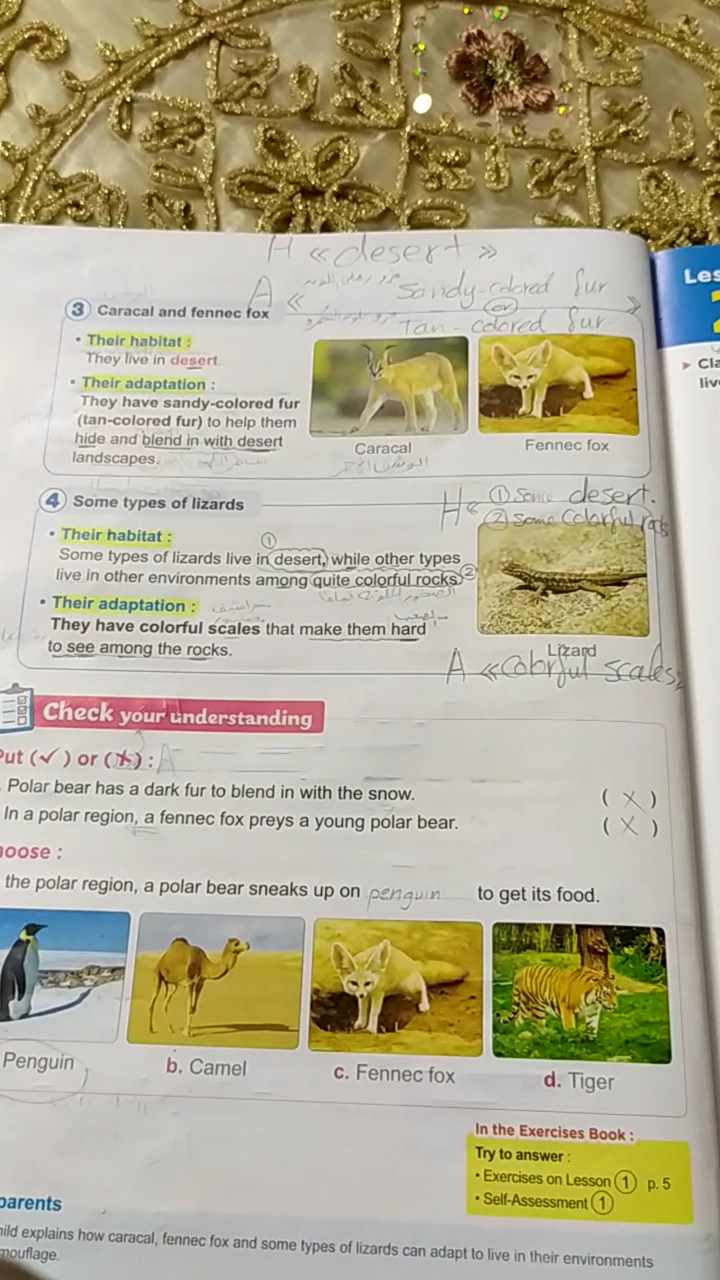 H « desert »
Les
A « Sandy-colored fur
(or)
Tan-colored fur »
3 Caracal and fennec fox
• Their habitat :
They live in desert.
• Their adaptation :
They have sandy-colored fur
(tan-colored fur) to help them
hide and blend in with desert
landscapes.
Caracal
Fennec fox
► Cla
liv
4 Some types of lizards
H « ① Some desert.
② Some Colorful
• Their habitat :
①
Some types of lizards live in desert, while other types
live in other environments among quite colorful rocks. ②
• Their adaptation :
They have colorful scales that make them hard
to see among the rocks.
Lizard
A « Colorful scales»
Check your understanding
Put (✓) or (✗) : A
Polar bear has a dark fur to blend in with the snow. ( X )
In a polar region, a fennec fox preys a young polar bear. ( X )
hoose :
the polar region, a polar bear sneaks up on penguin to get its food.
Penguin
b. Camel
c. Fennec fox
d. Tiger
In the Exercises Book :
Try to answer :
• Exercises on Lesson ① p. 5
• Self-Assessment ①
parents
hild explains how caracal, fennec fox and some types of lizards can adapt to live in their environments
mouflage.